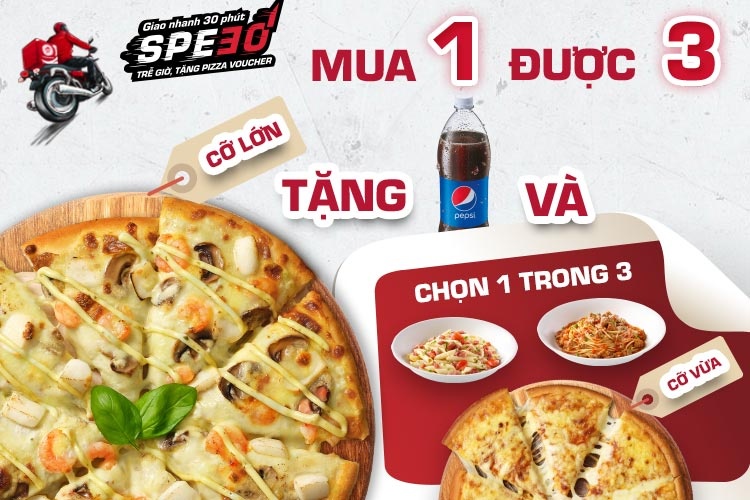 Giao nhanh 30 phút
SPE30
TRỄ GIỜ, TẶNG PIZZA VOUCHER
MUA 1 ĐƯỢC 3
CỠ LỚN
TẶNG
pepsi
VÀ
CHỌN 1 TRONG 3
CỠ VỪA